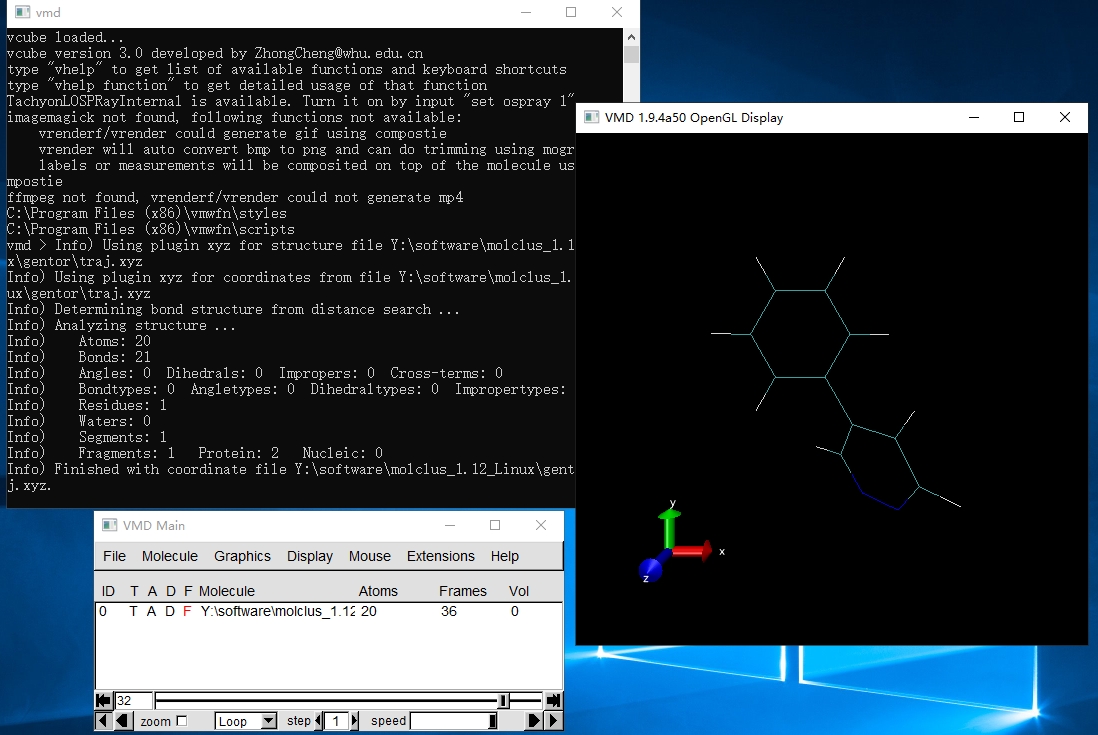 vmd
vcube loaded...
vcube version 3.0 developed by ZhongCheng@whu.edu.cn
type "vhelp" to get list of available functions and keyboard shortcuts
type "vhelp function" to get detailed usage of that function
TachyonLOSPRayInternal is available. Turn it on by input "set ospray 1"
imagemagick not found, following functions not available:
vrenderf/vrender could generate gif using compostie
vrender will auto convert bmp to png and can do trimming using mogr
labels or measurements will be composited on top of the molecule us
mpostie
ffmpeg not found, vrenderf/vrender could not generate mp4
C:\Program Files (x86)\vmwfn\styles
C:\Program Files (x86)\vmwfn\scripts
vmd > Info) Using plugin xyz for structure file Y:\software\molclus_1.1
x\gentor\traj.xyz
Info) Using plugin xyz for coordinates from file Y:\software\molclus_1.
ux\gentor\traj.xyz
Info) Determining bond structure from distance search ...
Info) Analyzing structure ...
Info)    Atoms: 20
Info)    Bonds: 21
Info)    Angles: 0  Dihedrals: 0  Impropers: 0  Cross-terms: 0
Info)    Bondtypes: 0  Angletypes: 0  Dihedraltypes: 0  Impropertypes:
Info)    Residues: 1
Info)    Waters: 0
Info)    Segments: 1
Info)    Fragments: 1   Protein: 2   Nucleic: 0
Info) Finished with coordinate file Y:\software\molclus_1.12_Linux\gent
j.xyz.
VMD 1.9.4a50 OpenGL Display
y
x
z
VMD Main
File Molecule Graphics Display Mouse Extensions Help
ID T A D F Molecule Atoms Frames Vol
0 T A D F Y:\software\molclus_1.12 20 36 0
32
zoom Loop step 1 speed